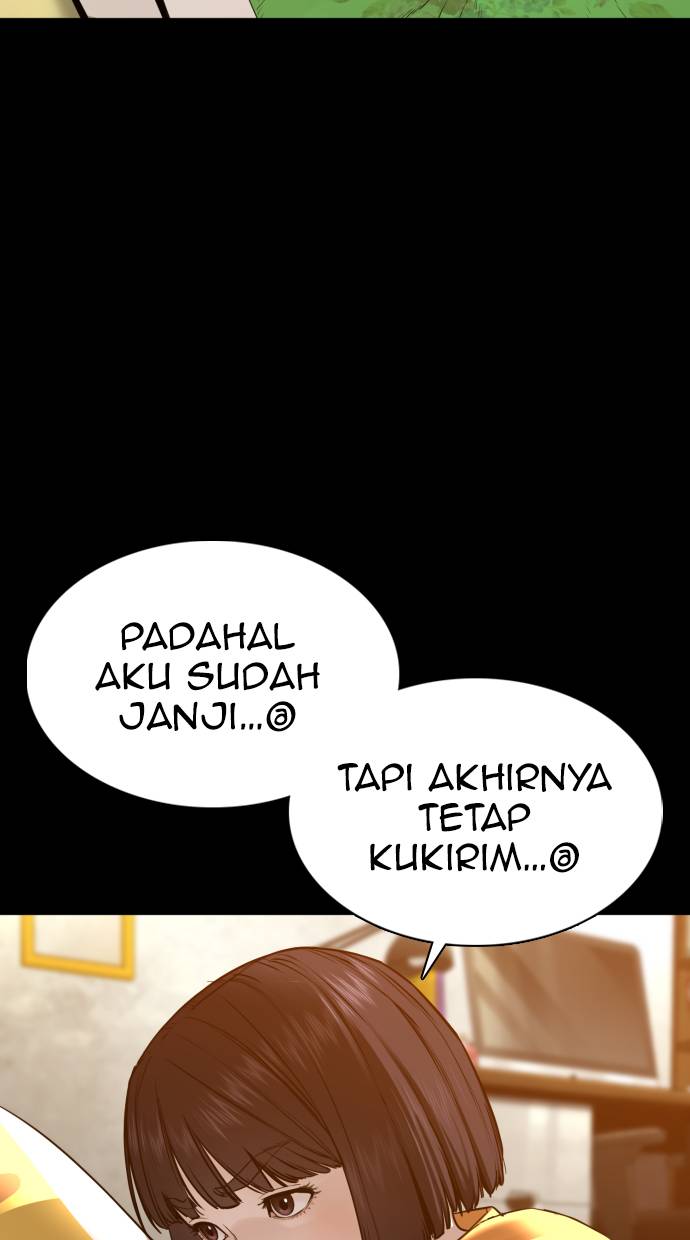 PADAHAL
AKU SUDAH
JANJI...@
TAPI AKHIRNYA
TETAP
KUKIRIM...@